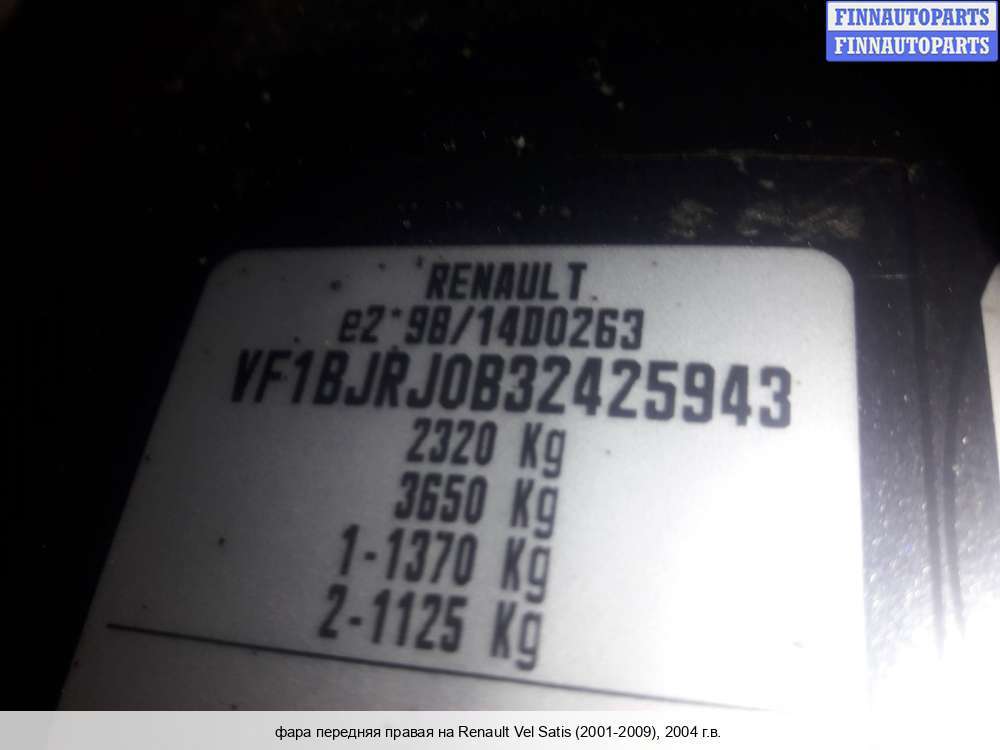 FINNAUTOPARTS
FINNAUTOPARTS
RENAULT
e2*98/14D0263
VF1BJRJ0B32425943
2320 Kg
3650 Kg
1-1370 Kg
2-1125 Kg
фара передняя правая на Renault Vel Satis (2001-2009), 2004 г.в.